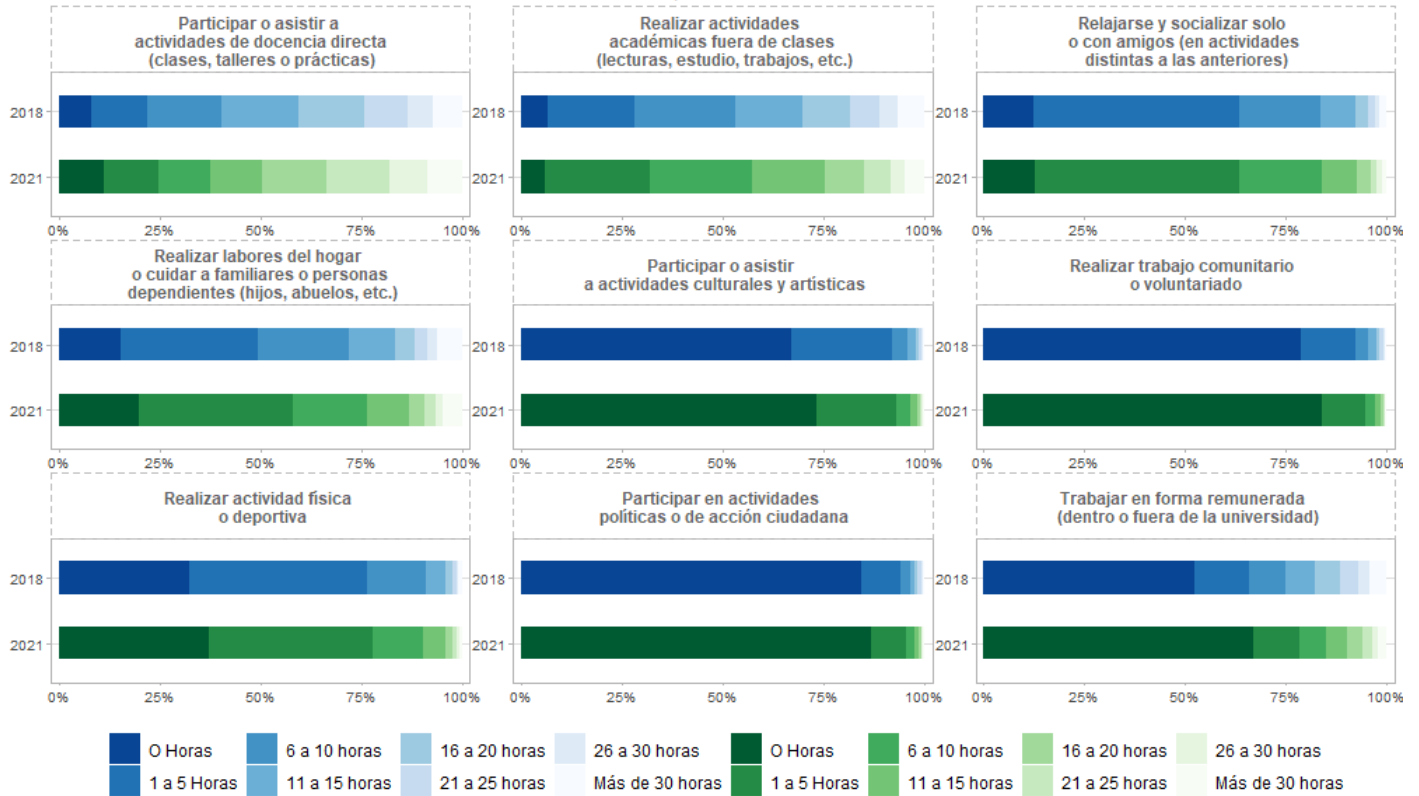 Participar o asistir a
actividades de docencia directa
(clases, talleres o prácticas)
Realizar actividades
académicas fuera de clases
(lecturas, estudio, trabajos, etc.)
Relajarse y socializar solo
o con amigos (en actividades
distintas a las anteriores)
2018
2021
0% 25% 50% 75% 100%
2018
2021
0% 25% 50% 75% 100%
2018
2021
0% 25% 50% 75% 100%
Realizar labores del hogar
o cuidar a familiares o personas
dependientes (hijos, abuelos, etc.)
Participar o asistir
a actividades culturales y artísticas
Realizar trabajo comunitario
o voluntariado
2018
2021
0% 25% 50% 75% 100%
2018
2021
0% 25% 50% 75% 100%
2018
2021
0% 25% 50% 75% 100%
Realizar actividad física
o deportiva
Participar en actividades
políticas o de acción ciudadana
Trabajar en forma remunerada
(dentro o fuera de la universidad)
2018
2021
0% 25% 50% 75% 100%
2018
2021
0% 25% 50% 75% 100%
2018
2021
0% 25% 50% 75% 100%
O Horas 6 a 10 horas 16 a 20 horas 26 a 30 horas O Horas 6 a 10 horas 16 a 20 horas 26 a 30 horas
1 a 5 Horas 11 a 15 horas 21 a 25 horas Más de 30 horas 1 a 5 Horas 11 a 15 horas 21 a 25 horas Más de 30 horas